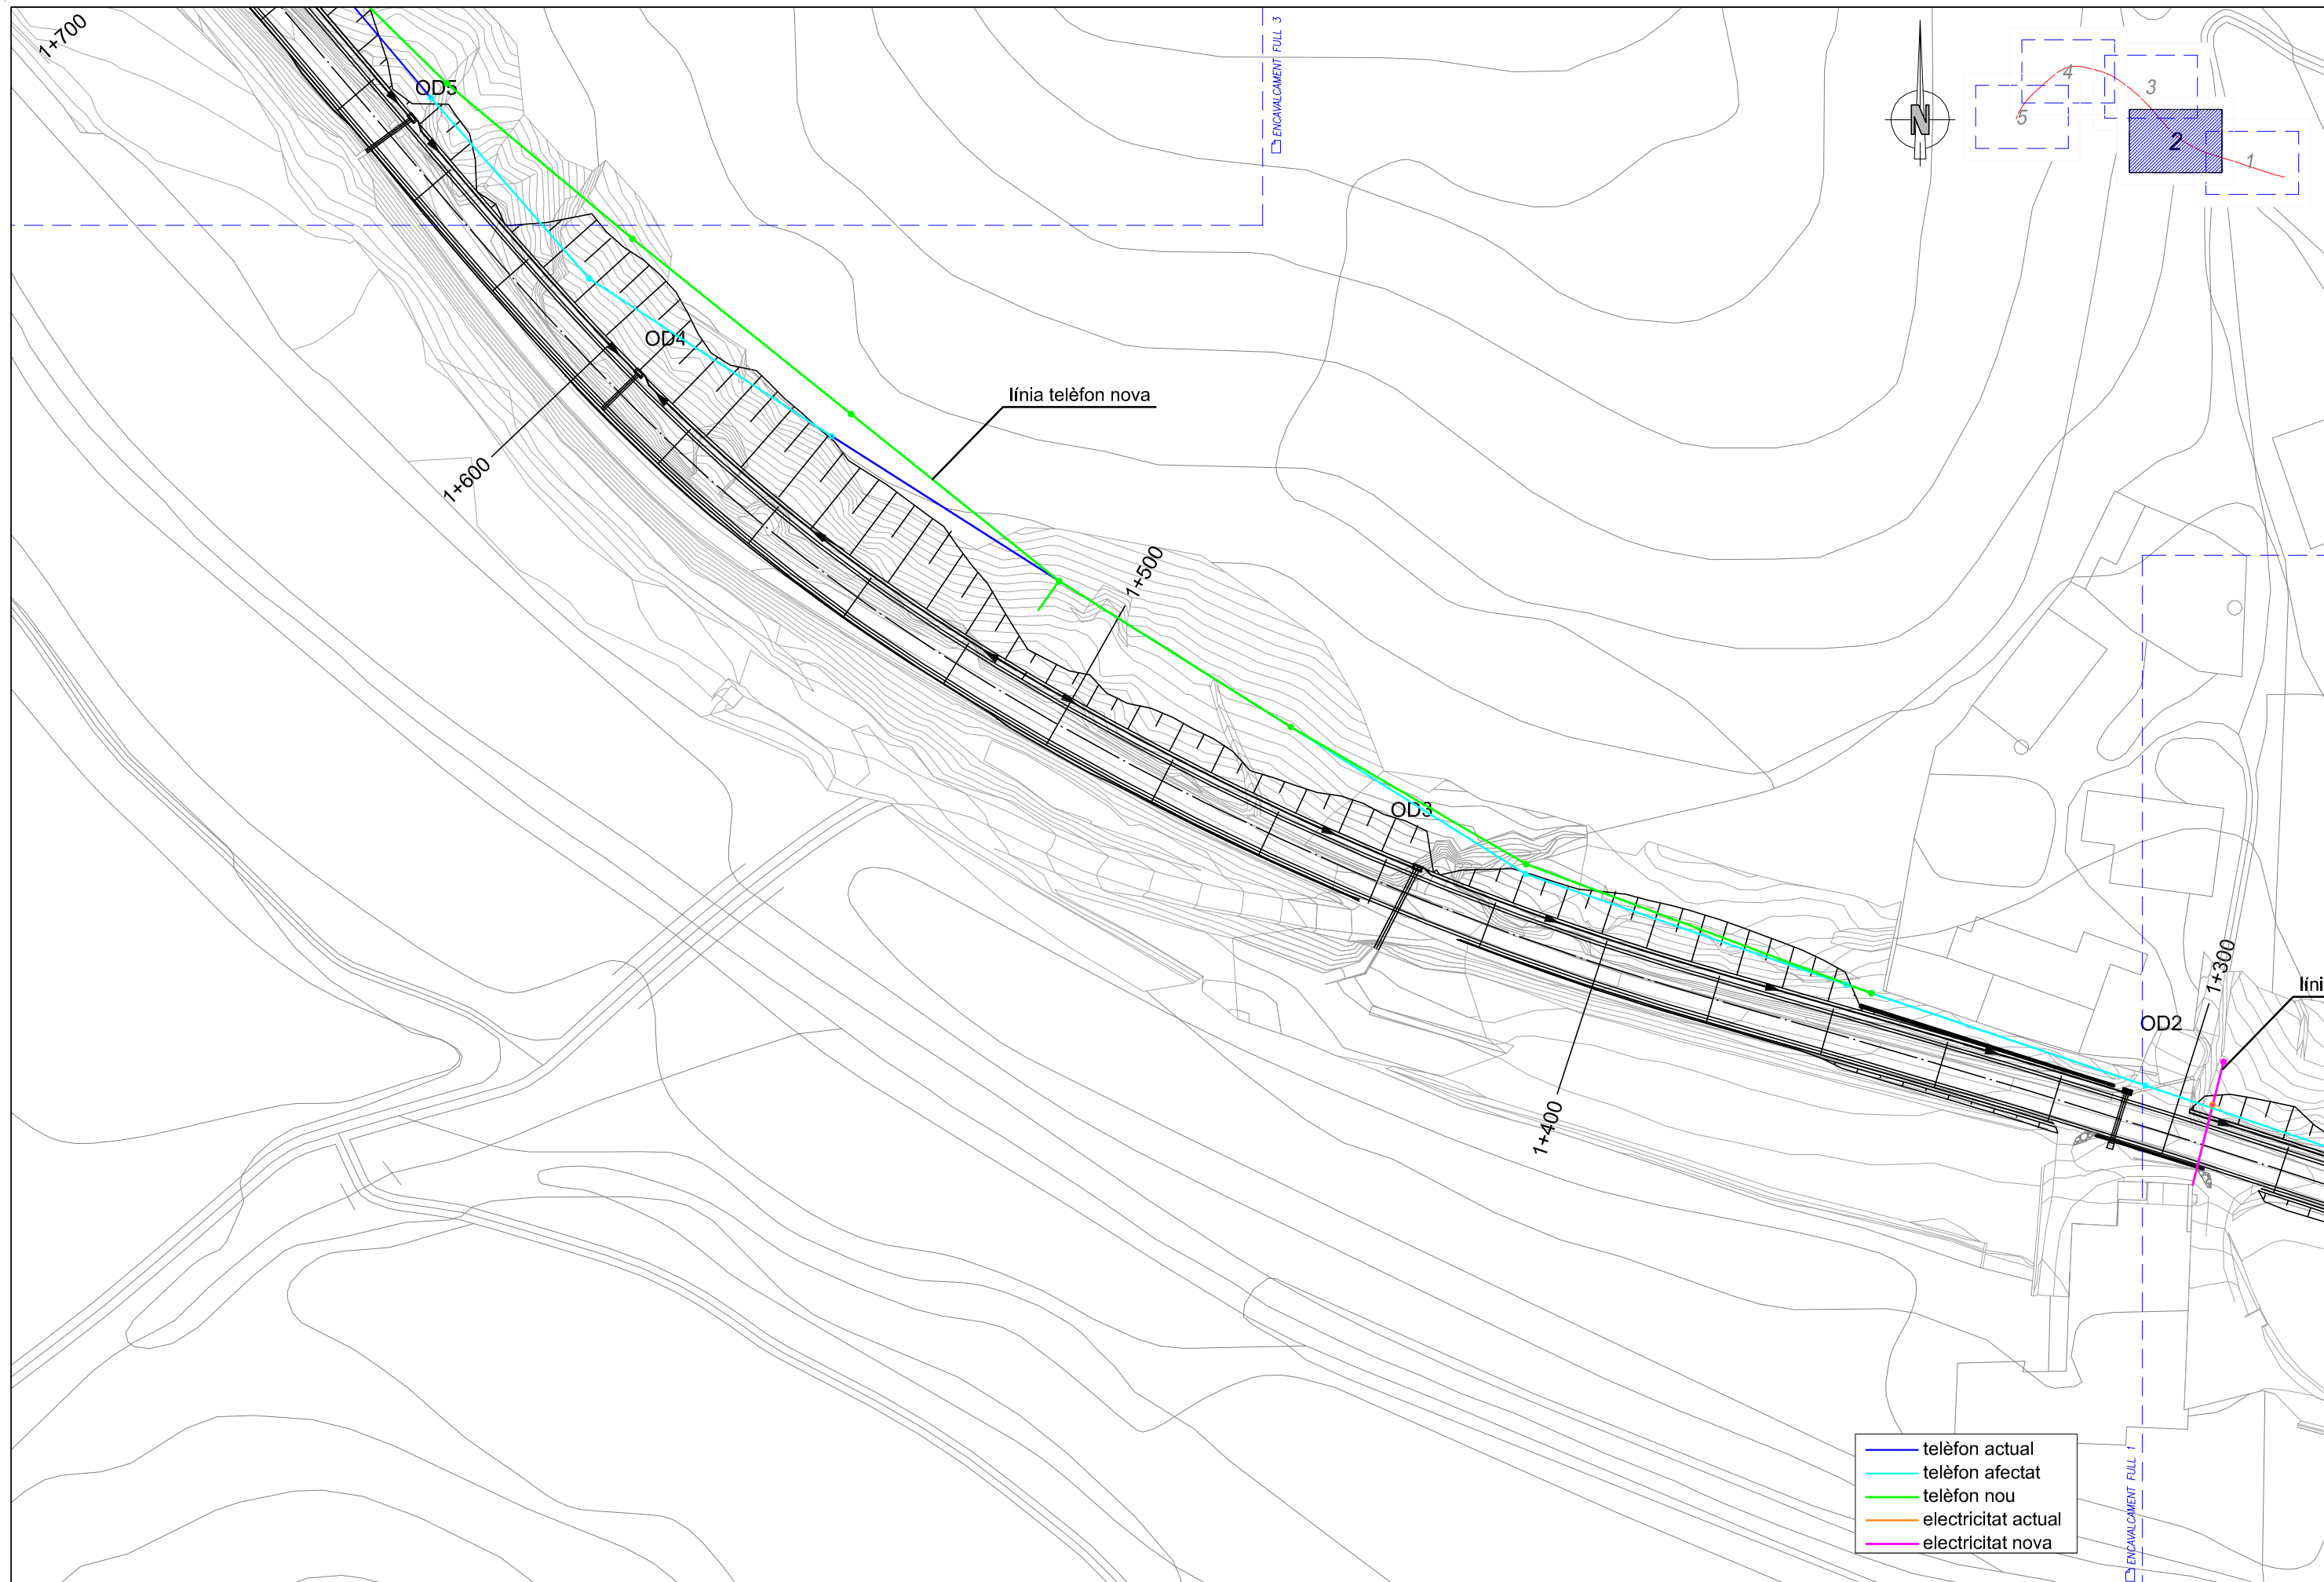 1+700
OD5
ENCAVALCAMENT FULL 3
N
4
3
5
2
1
OD4
línia telèfon nova
1+600
1+500
OD3
1+300
líni
OD2
1+400
telèfon actual
telèfon afectat
telèfon nou
electricitat actual
electricitat nova
ENCAVALCAMENT FULL 1